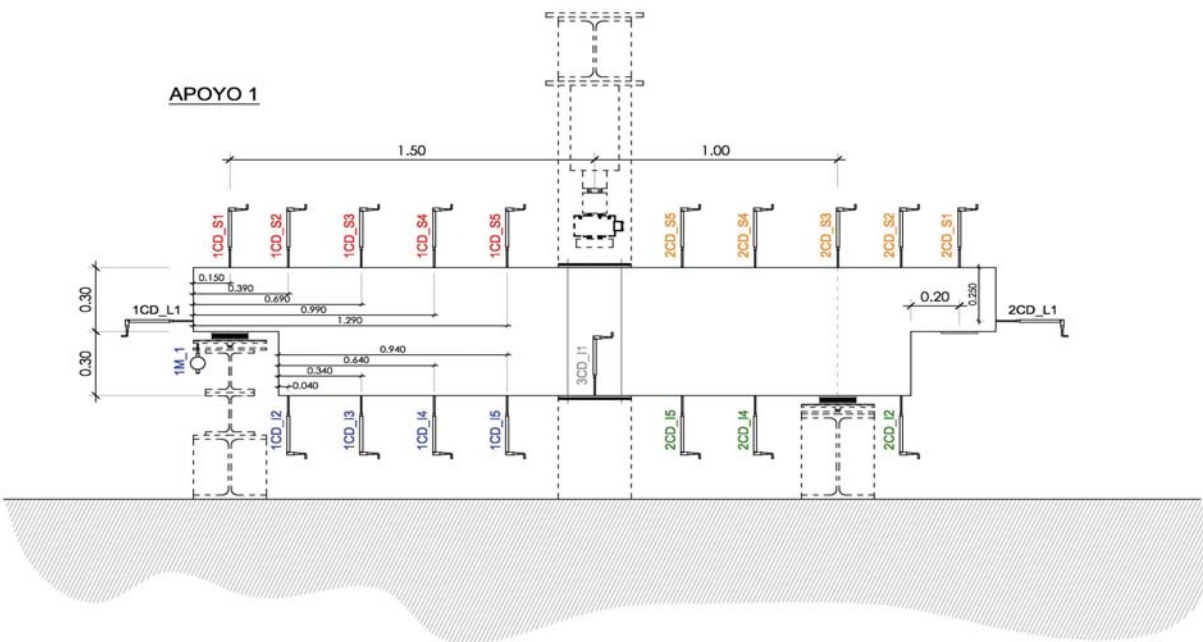 APOYO 1
1.50
1.00
1CD_S1
1CD_S2
1CD_S3
1CD_S4
1CD_S5
2CD_S5
2CD_S4
2CD_S3
2CD_S2
2CD_S1
0.30
0.150
0.390
0.690
0.990
1.290
0.20
0.250
1CD_L1
2CD_L1
0.30
1M_1
0.940
0.640
0.340
0.040
3CD_I1
1CD_I2
1CD_I3
1CD_I4
1CD_I5
2CD_I5
2CD_I4
2CD_I2